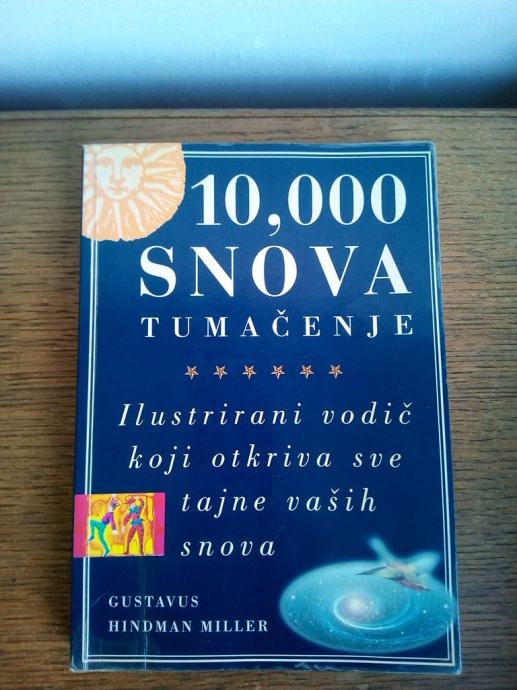 10,000
SNOVA
TUMAČENJE
Ilustrirani vodič
koji otkriva sve
tajne vaših
snova
GUSTAVUS
HINDMAN MILLER